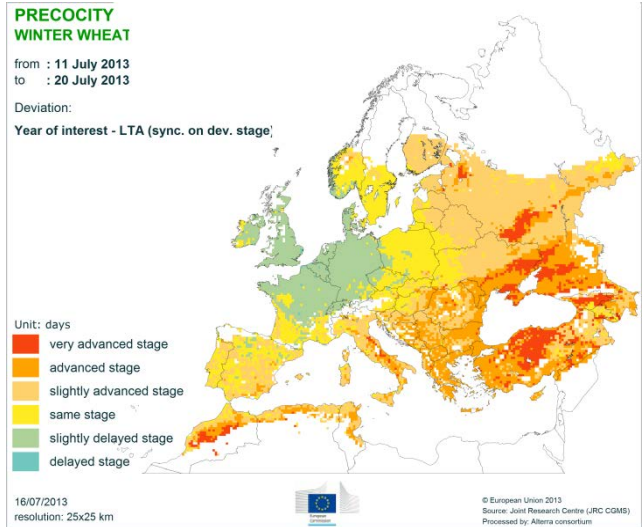 PRECOCITY
WINTER WHEAT
from : 11 July 2013
to : 20 July 2013
Deviation:
Year of interest - LTA (sync. on dev. stage)
Unit: days
very advanced stage
advanced stage
slightly advanced stage
same stage
slightly delayed stage
delayed stage
16/07/2013
resolution: 25x25 km
European
Commission
© European Union 2013
Source: Joint Research Centre (JRC CGMS)
Processed by: Alterra consortium